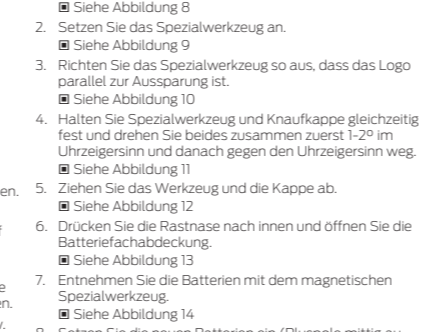 ▣ Siehe Abbildung 8
2. Setzen Sie das Spezialwerkzeug an.
▣ Siehe Abbildung 9
3. Richten Sie das Spezialwerkzeug so aus, dass das Logo
parallel zur Aussparung ist.
▣ Siehe Abbildung 10
4. Halten Sie Spezialwerkzeug und Knaufkappe gleichzeitig
fest und drehen Sie beides zusammen zuerst 1-2° im
Uhrzeigersinn und danach gegen den Uhrzeigersinn weg.
▣ Siehe Abbildung 11
en.
5. Ziehen Sie das Werkzeug und die Kappe ab.
▣ Siehe Abbildung 12
f
6. Drücken Sie die Rastnase nach innen und öffnen Sie die
Batteriefachabdeckung.
▣ Siehe Abbildung 13
e
7. Entnehmen Sie die Batterien mit dem magnetischen
en.
Spezialwerkzeug.
▣ Siehe Abbildung 14
v.
8. Setzen Sie die neuen Batterien ein (Pluspole mittig au